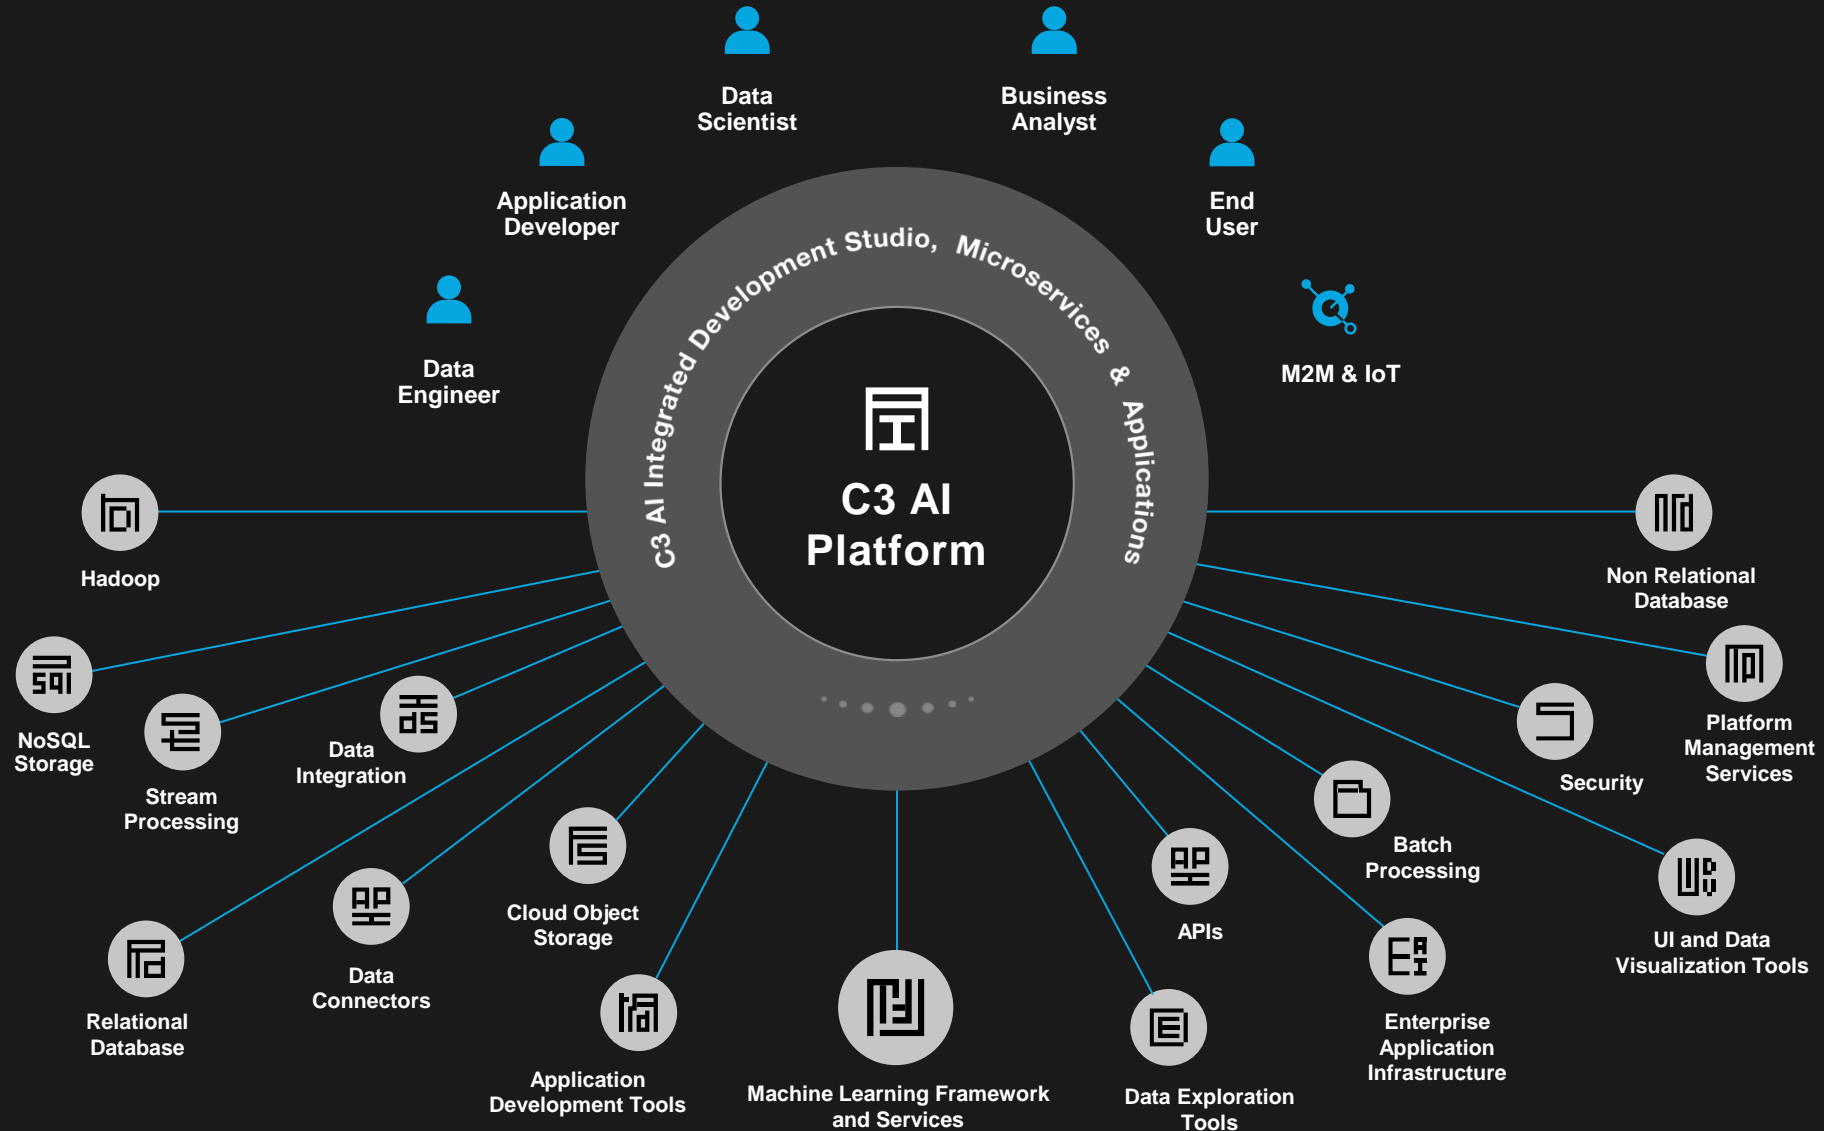 Data
Scientist
Business
Analyst
Application
Developer
End
User
Data
Engineer
M2M & IoT
C3 AI Integrated Development Studio, Microservices & Applications
C3 AI
Platform
Hadoop
Non Relational
Database
NoSQL
Storage
Stream
Processing
Data
Integration
Security
Platform
Management
Services
Relational
Database
Data
Connectors
Cloud Object
Storage
APIs
Batch
Processing
UI and Data
Visualization Tools
Application
Development Tools
Machine Learning Framework
and Services
Data Exploration
Tools
Enterprise
Application
Infrastructure